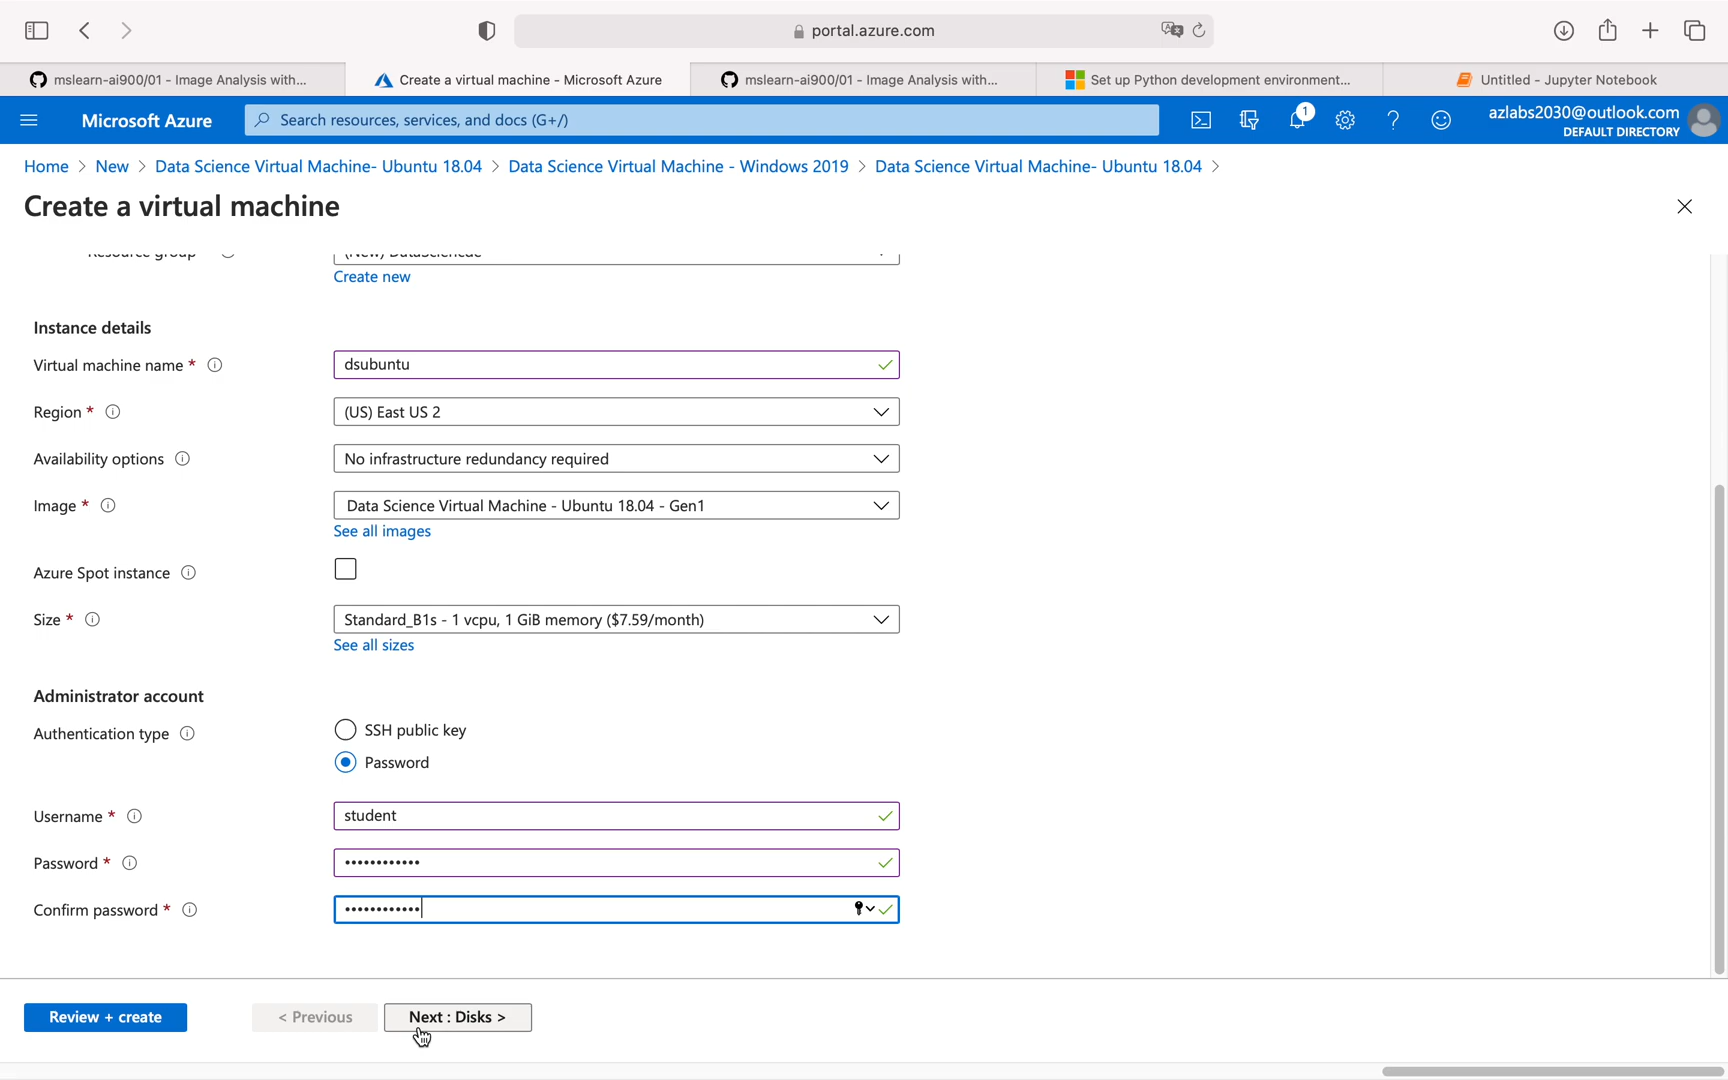 portal.azure.com
mslearn-ai900/01 - Image Analysis with...
Create a virtual machine - Microsoft Azure
mslearn-ai900/01 - Image Analysis with...
Set up Python development environment...
Untitled - Jupyter Notebook
Microsoft Azure
Search resources, services, and docs (G+/)
1
azlabs2030@outlook.com
DEFAULT DIRECTORY
Home > New > Data Science Virtual Machine- Ubuntu 18.04 > Data Science Virtual Machine - Windows 2019 > Data Science Virtual Machine- Ubuntu 18.04 >
Create a virtual machine
Resource group
Create new
Instance details
Virtual machine name *
dsubuntu
Region *
(US) East US 2
Availability options
No infrastructure redundancy required
Image *
Data Science Virtual Machine - Ubuntu 18.04 - Gen1
See all images
Azure Spot instance
Size *
Standard_B1s - 1 vcpu, 1 GiB memory ($7.59/month)
See all sizes
Administrator account
Authentication type
SSH public key
Password
Username *
student
Password *
••••••••••••
Confirm password *
••••••••••••
Review + create
< Previous
Next : Disks >